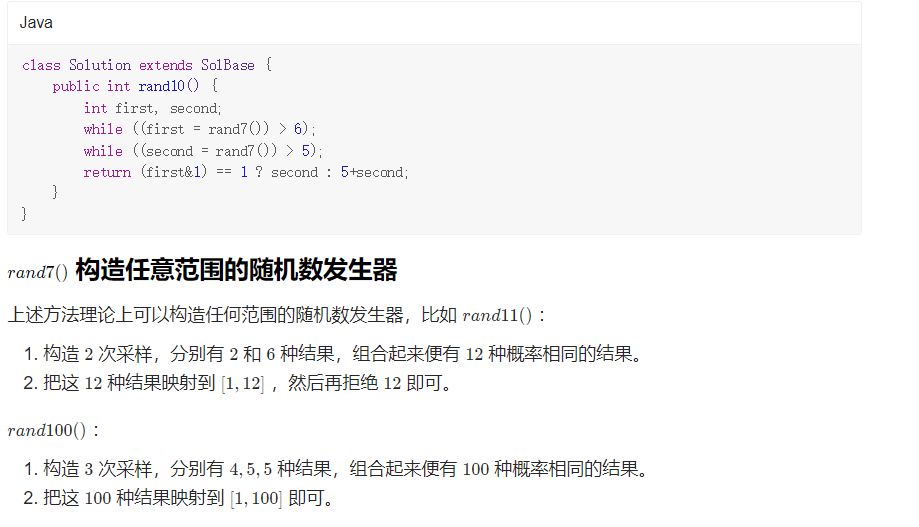 Java
class Solution extends SolBase {
    public int rand10() {
        int first, second;
        while ((first = rand7()) > 6);
        while ((second = rand7()) > 5);
        return (first&1) == 1 ? second : 5+second;
    }
}
rand7() 构造任意范围的随机数发生器
上述方法理论上可以构造任何范围的随机数发生器，比如 rand11()：
1. 构造 2 次采样，分别有 2 和 6 种结果，组合起来便有 12 种概率相同的结果。
2. 把这 12 种结果映射到 [1,12] ，然后再拒绝 12 即可。
rand100()：
1. 构造 3 次采样，分别有 4,5,5 种结果，组合起来便有 100 种概率相同的结果。
2. 把这 100 种结果映射到 [1,100] 即可。